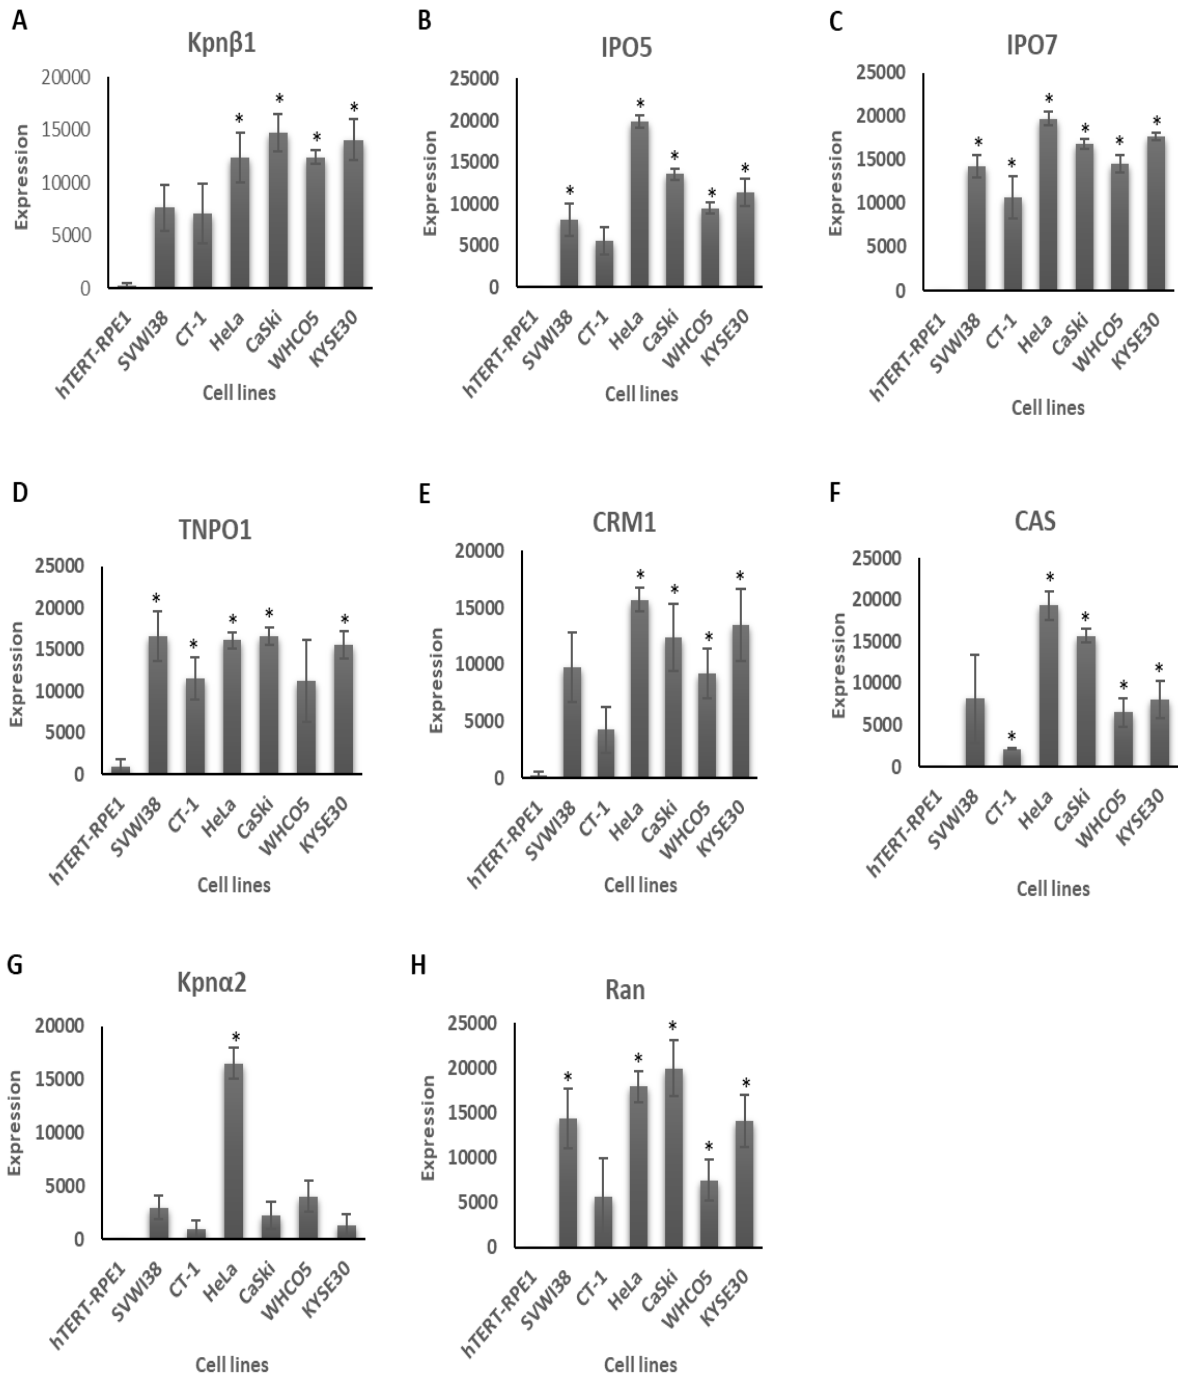 A
Kpnβ1
Expression
20000
15000
10000
5000
0
* * * *
hTERT-RPE1 SVWI38 CT-1 HeLa CaSki WHCO5 KYSE30
Cell lines
B
IPO5
Expression
25000
20000
15000
10000
5000
0
* * * * *
hTERT-RPE1 SVWI38 CT-1 HeLa CaSki WHCO5 KYSE30
Cell lines
C
IPO7
Expression
25000
20000
15000
10000
5000
0
* * * * * *
hTERT-RPE1 SVWI38 CT-1 HeLa CaSki WHCO5 KYSE30
Cell lines
D
TNPO1
Expression
25000
20000
15000
10000
5000
0
* * * * *
hTERT-RPE1 SVWI38 CT-1 HeLa CaSki WHCO5 KYSE30
Cell lines
E
CRM1
Expression
20000
15000
10000
5000
0
* * * *
hTERT-RPE1 SVWI38 CT-1 HeLa CaSki WHCO5 KYSE30
Cell lines
F
CAS
Expression
25000
20000
15000
10000
5000
0
* * * * *
hTERT-RPE1 SVWI38 CT-1 HeLa CaSki WHCO5 KYSE30
Cell lines
G
Kpnα2
Expression
20000
15000
10000
5000
0
*
hTERT-RPE1 SVWI38 CT-1 HeLa CaSki WHCO5 KYSE30
Cell lines
H
Ran
Expression
25000
20000
15000
10000
5000
0
* * * * *
hTERT-RPE1 SVWI38 CT-1 HeLa CaSki WHCO5 KYSE30
Cell lines